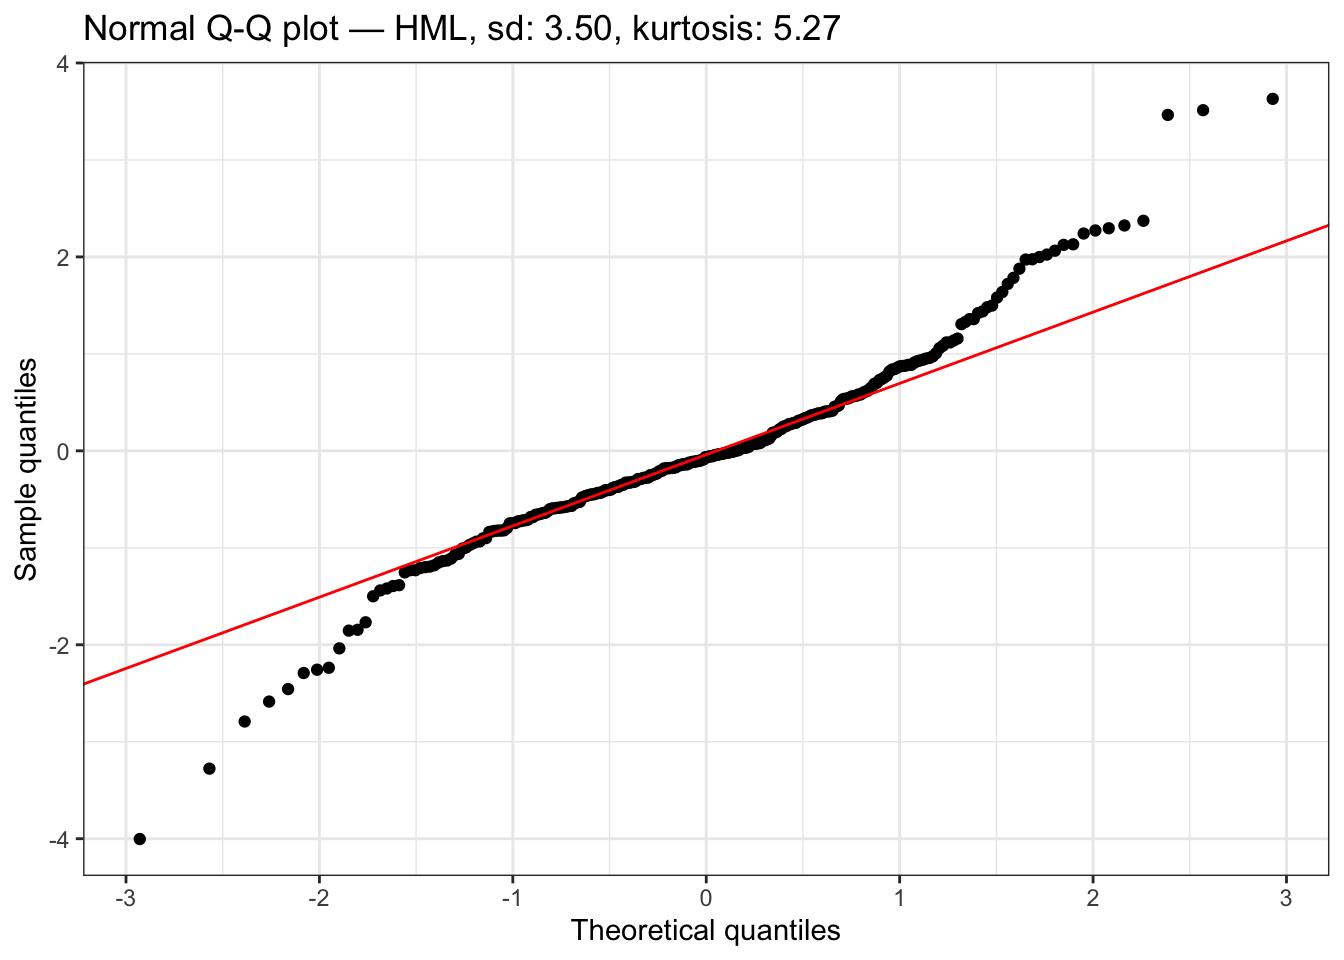 Normal Q-Q plot — HML, sd: 3.50, kurtosis: 5.27
4
2
0
-2
-4
Sample quantiles
-3 -2 -1 0 1 2 3
Theoretical quantiles